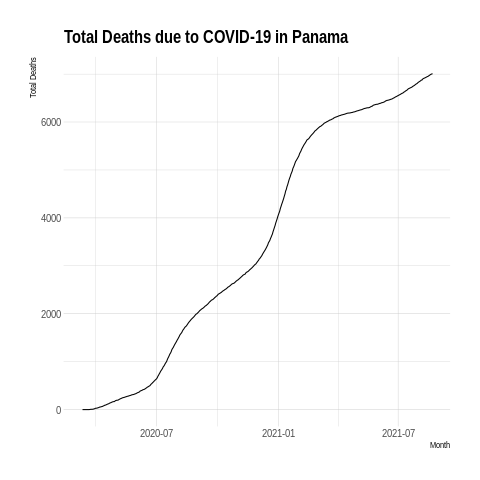 Total Deaths due to COVID-19 in Panama
Total Deaths
6000
4000
2000
0
2020-07
2021-01
2021-07
Month